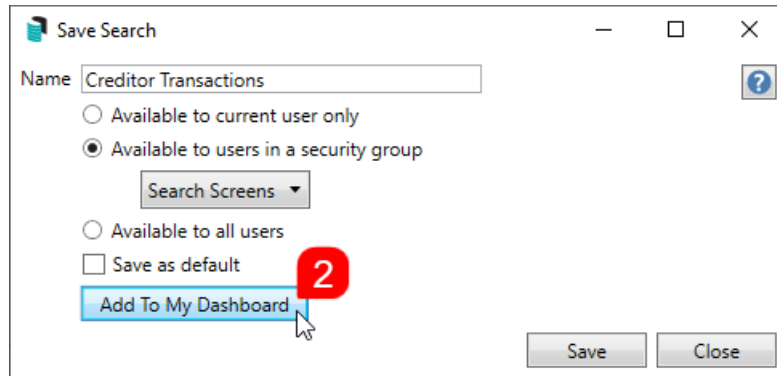 Save Search
Name Creditor Transactions
Available to current user only
Available to users in a security group
Search Screens
Available to all users
Save as default
2
Add To My Dashboard
Save Close